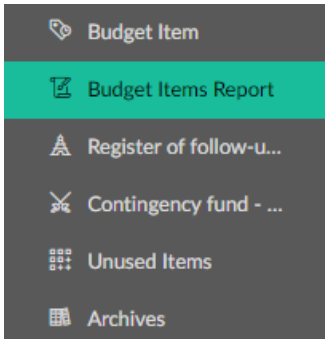 Budget Item
Budget Items Report
Register of follow-u...
Contingency fund - ...
Unused Items
Archives